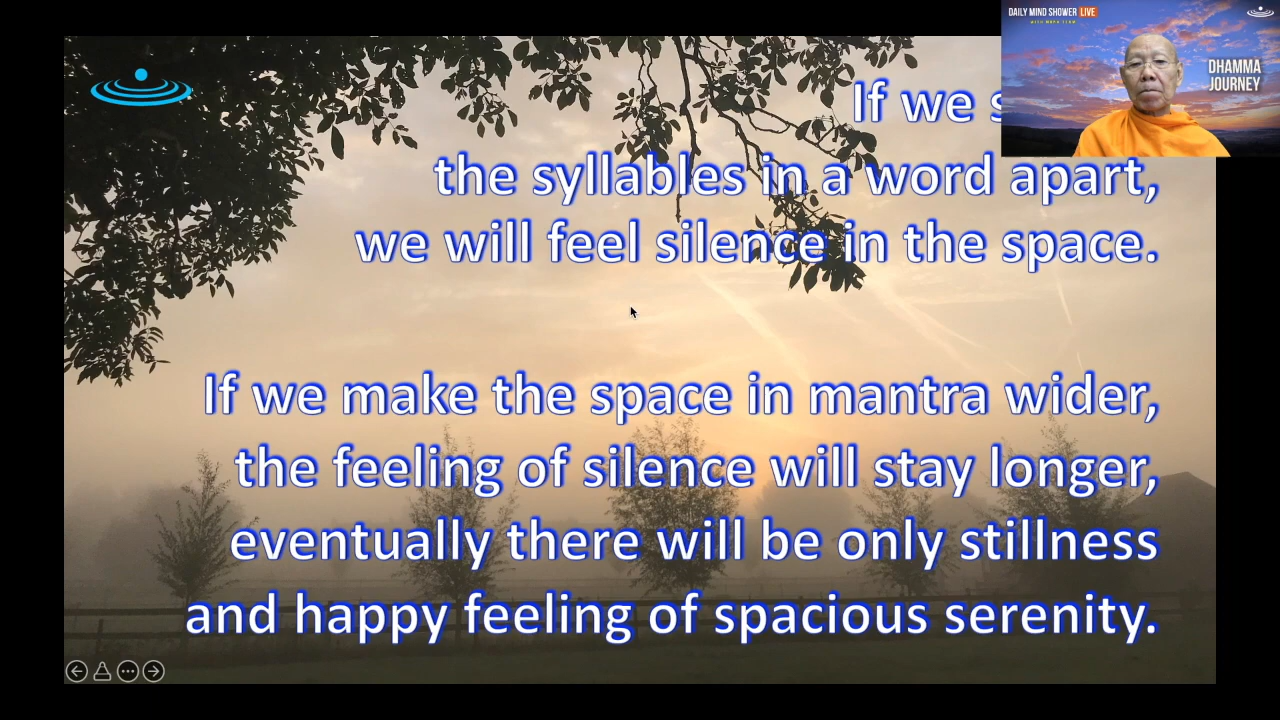 If we s
the syllables in a word apart,
we will feel silence in the space.
If we make the space in mantra wider,
the feeling of silence will stay longer,
eventually there will be only stillness
and happy feeling of spacious serenity.
DAILY MIND SHOWER LIVE
DHAMMA
JOURNEY